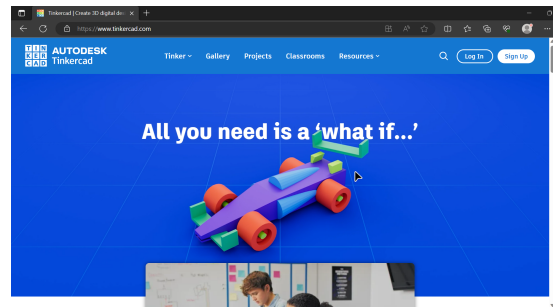 Tinkercad | Create 3D digital des
https://www.tinkercad.com
TIN
KER
CAD
AUTODESK
Tinkercad
Tinker
Gallery
Projects
Classrooms
Resources
Log In
Sign Up
All you need is a ‘what if...’